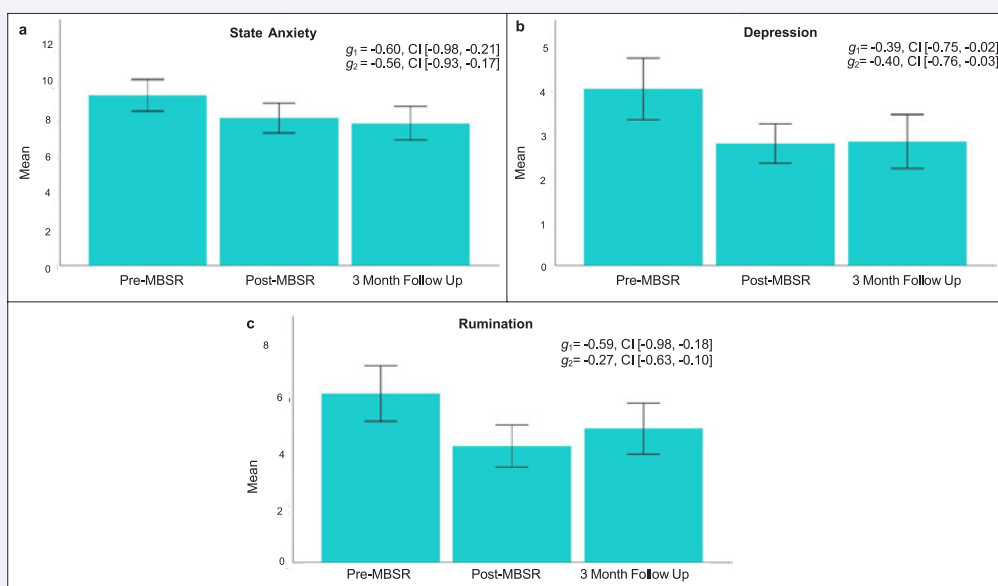 a
State Anxiety
g₁= -0.60, CI [-0.98, -0.21]
g₂= -0.56, CI [-0.93, -0.17]
12
10
8
6
4
2
0
Mean
Pre-MBSR Post-MBSR 3 Month Follow Up
b
Depression
g₁= -0.39, CI [-0.75, -0.02]
g₂= -0.40, CI [-0.76, -0.03]
5
4
3
2
1
0
Mean
Pre-MBSR Post-MBSR 3 Month Follow Up
c
Rumination
g₁= -0.59, CI [-0.98, -0.18]
g₂= -0.27, CI [-0.63, -0.10]
8
6
4
2
0
Mean
Pre-MBSR Post-MBSR 3 Month Follow Up